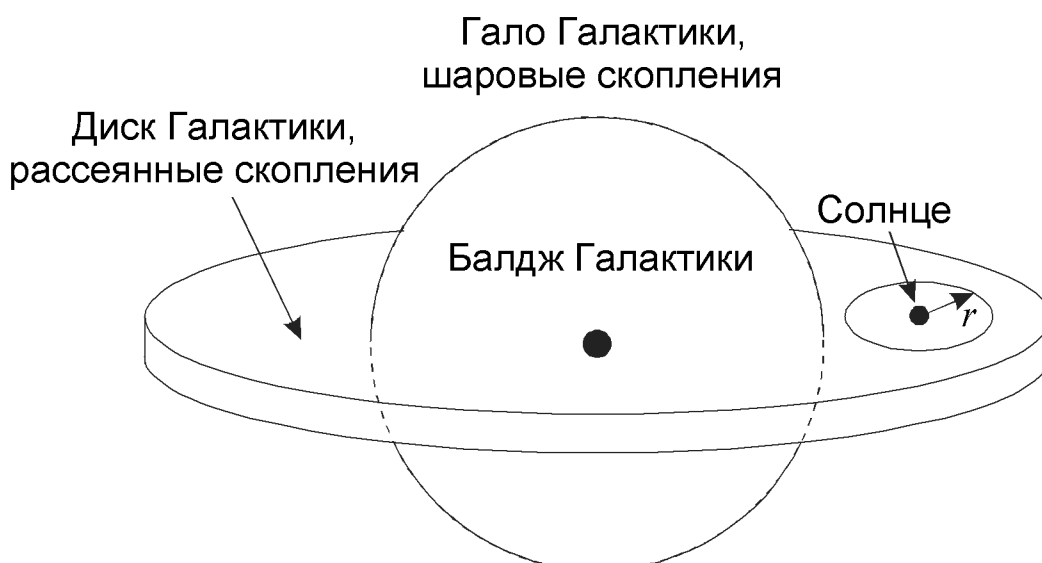 Гало Галактики,
шаровые скопления
Диск Галактики,
рассеянные скопления
Солнце
Балдж Галактики
r